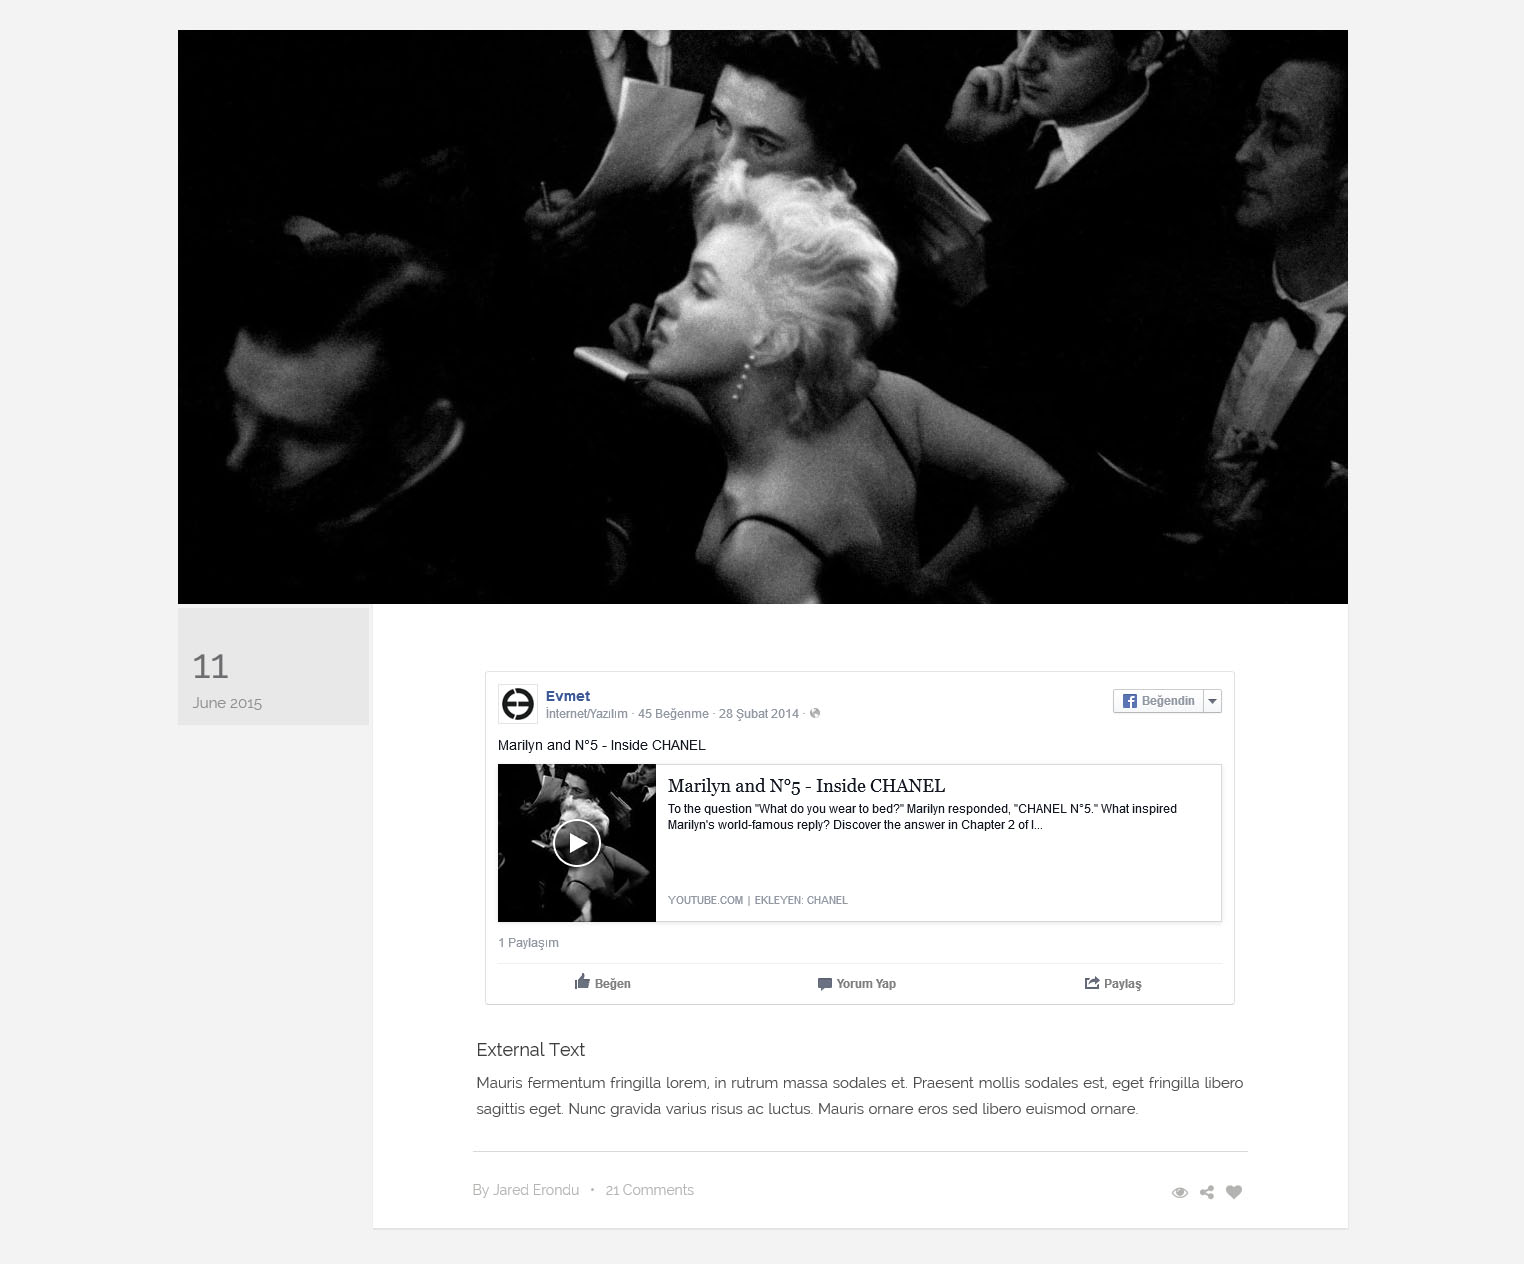 11
June 2015
Evmet
İnternet/Yazılım · 45 Beğenme · 28 Şubat 2014 ·
Beğendin
Marilyn and N°5 - Inside CHANEL
Marilyn and N°5 - Inside CHANEL
To the question "What do you wear to bed?" Marilyn responded, "CHANEL N°5." What inspired
Marilyn's world-famous reply? Discover the answer in Chapter 2 of I...
YOUTUBE.COM | EKLEYEN: CHANEL
1 Paylaşım
Beğen
Yorum Yap
Paylaş
External Text
Mauris fermentum fringilla lorem, in rutrum massa sodales et. Praesent mollis sodales est, eget fringilla libero
sagittis eget. Nunc gravida varius risus ac luctus. Mauris ornare eros sed libero euismod ornare.
By Jared Erondu • 21 Comments